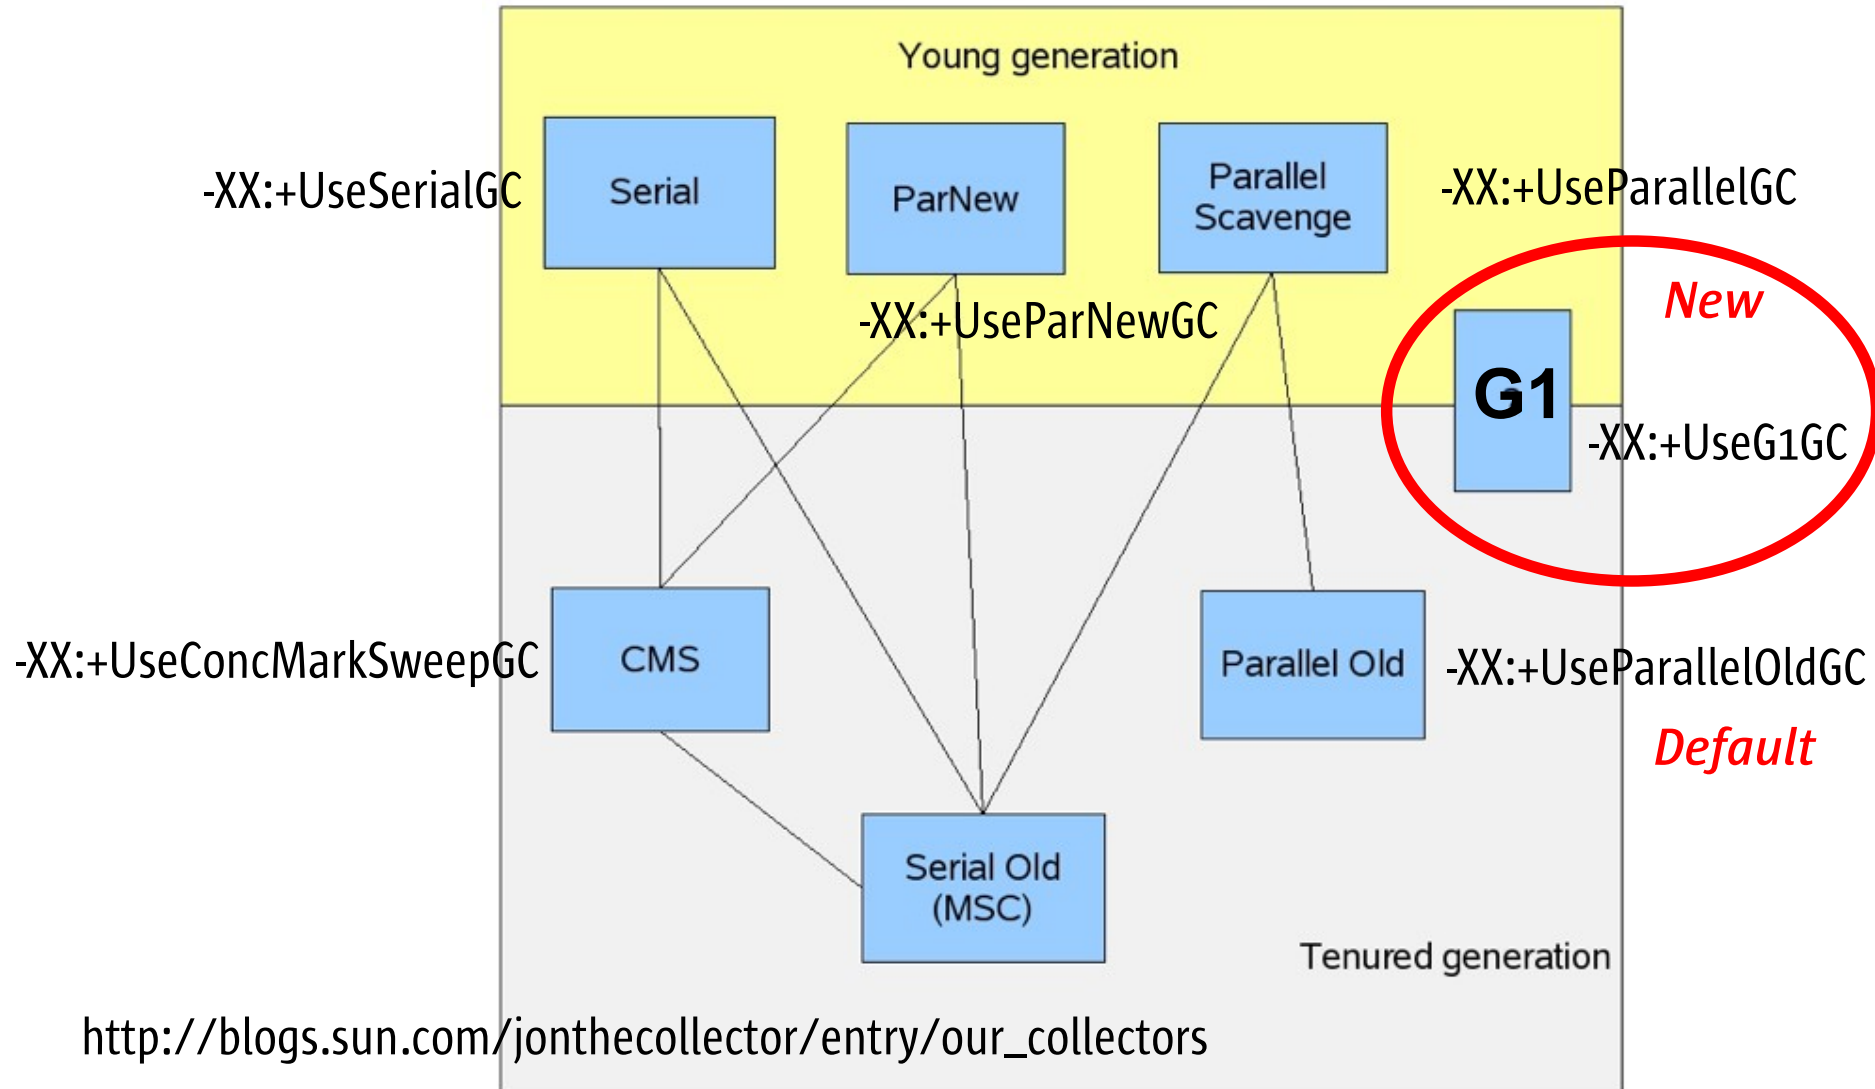 Young generation
-XX:+UseSerialGC
Serial
ParNew
Parallel
Scavenge
-XX:+UseParallelGC
-XX:+UseParNewGC
New
G1
-XX:+UseG1GC
-XX:+UseConcMarkSweepGC
CMS
Parallel Old
-XX:+UseParallelOldGC
Default
Serial Old
(MSC)
Tenured generation
http://blogs.sun.com/jonthecollector/entry/our_collectors